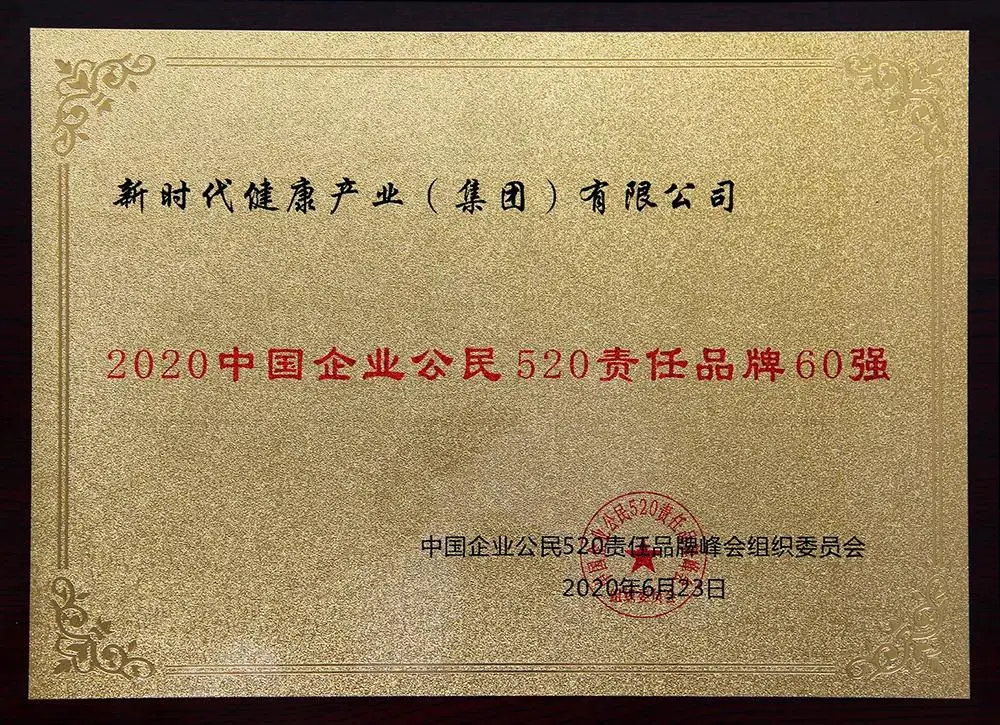 新时代健康产业（集团）有限公司
2020中国企业公民520责任品牌60强
中国企业公民520责任品牌峰会组织委员会
2020年6月23日